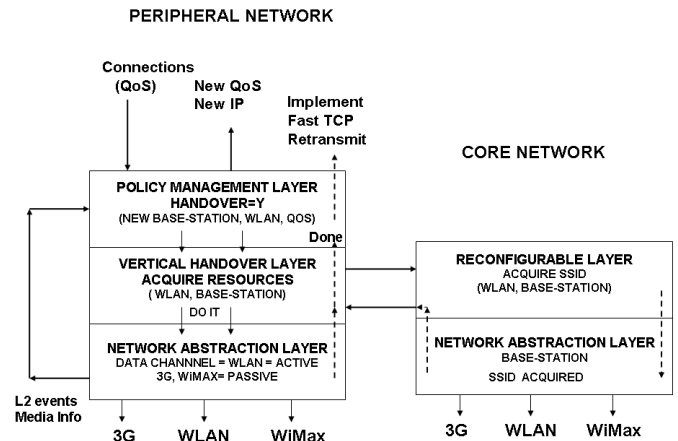 PERIPHERAL NETWORK
Connections
(QoS)
New QoS
New IP
Implement
Fast TCP
Retransmit
CORE NETWORK
POLICY MANAGEMENT LAYER
HANDOVER=Y
(NEW BASE-STATION, WLAN, QOS)
Done
VERTICAL HANDOVER LAYER
ACQUIRE RESOURCES
( WLAN, BASE-STATION)
DO IT
NETWORK ABSTRACTION LAYER
DATA CHANNNEL = WLAN = ACTIVE
3G, WiMAX= PASSIVE
L2 events
Media Info
3G
WLAN
WiMax
RECONFIGURABLE LAYER
ACQUIRE SSID
(WLAN, BASE-STATION)
NETWORK ABSTRACTION LAYER
BASE-STATION
SSID ACQUIRED
3G
WLAN
WiMax